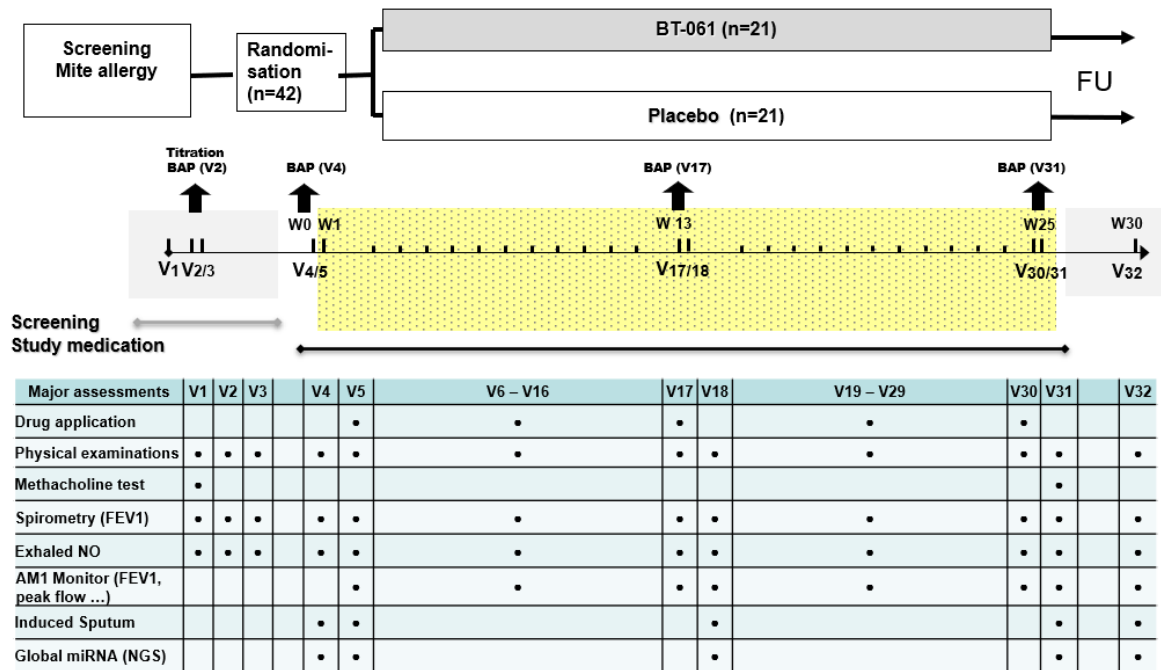 Screening
Mite allergy
Randomi-
sation
(n=42)
BT-061 (n=21)
Placebo (n=21)
FU
Titration
BAP (V2)
BAP (V4)
BAP (V17)
BAP (V31)
W0 W1
W 13
W25
W30
V1 V2/3
V4/5
V17/18
V30/31
V32
Screening
Study medication
Major assessments V1 V2 V3 V4 V5 V6 – V16 V17 V18 V19 – V29 V30 V31 V32
Drug application • • • • •
Physical examinations • • • • • • • • • • • •
Methacholine test • •
Spirometry (FEV1) • • • • • • • • • • • •
Exhaled NO • • • • • • • • • • • •
AM1 Monitor (FEV1,
peak flow ...) • • • • • • • •
Induced Sputum • • • • •
Global miRNA (NGS) • • • • •